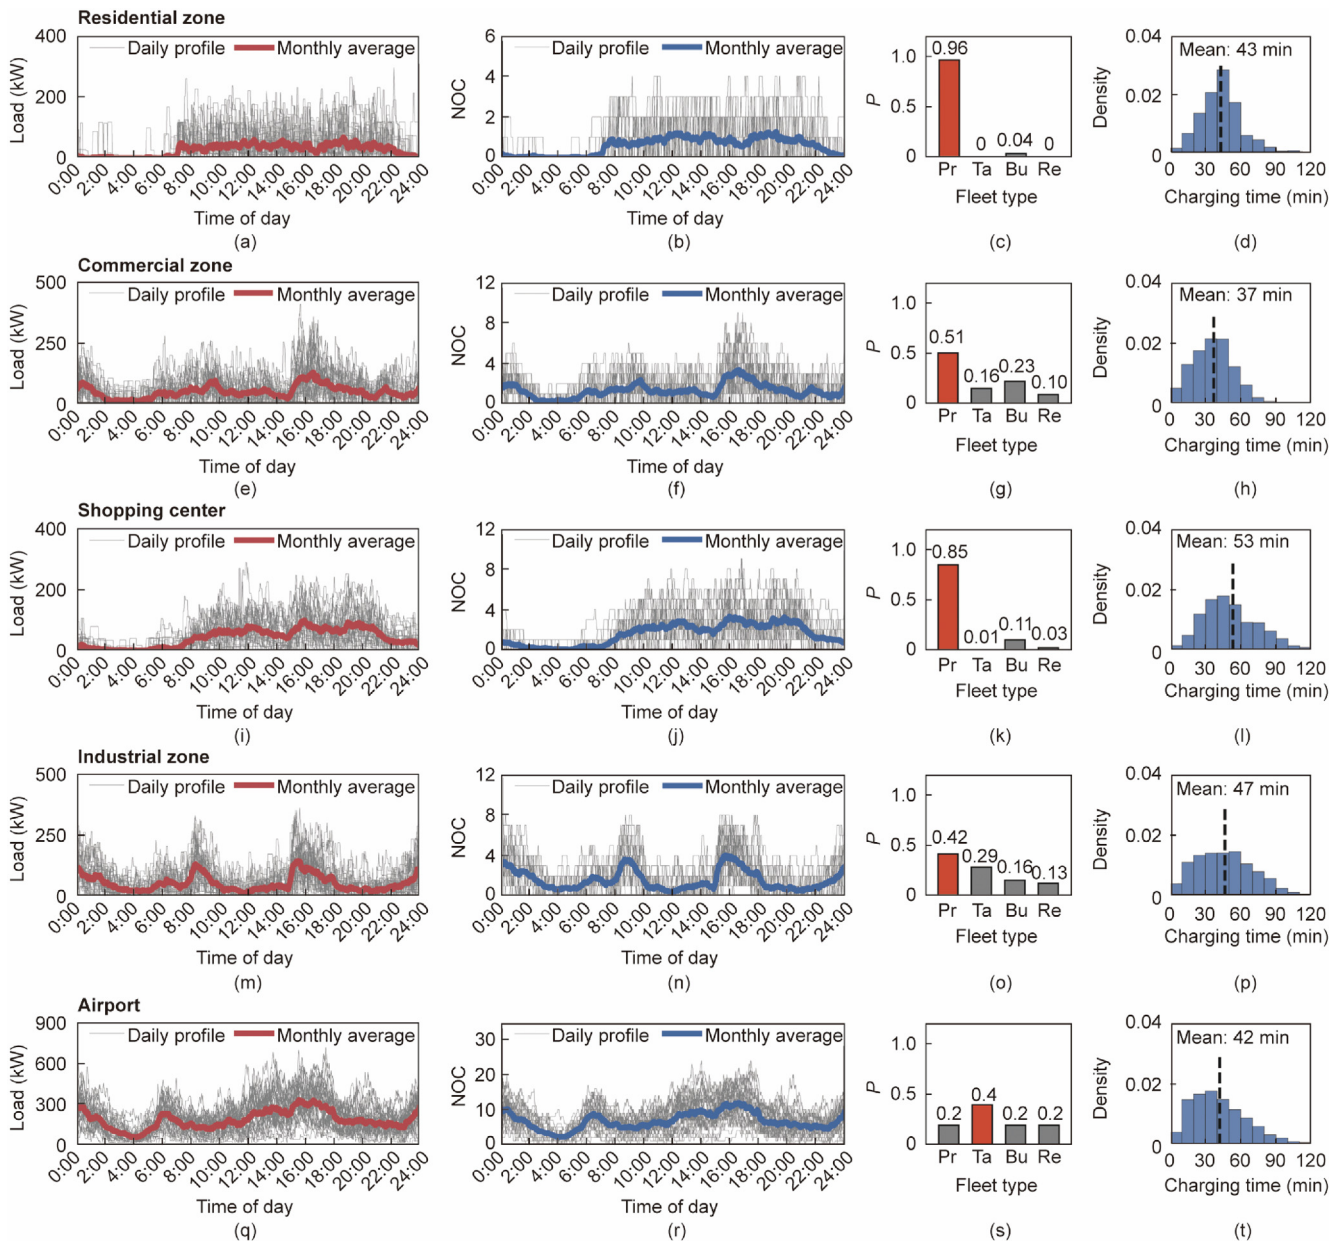 Residential zone
400
200
0
Load (kW)
Daily profile
Monthly average
0:00
2:00
4:00
6:00
8:00
10:00
12:00
14:00
16:00
18:00
20:00
22:00
24:00
Time of day
(a)
6
4
2
0
NOC
Daily profile
Monthly average
0:00
2:00
4:00
6:00
8:00
10:00
12:00
14:00
16:00
18:00
20:00
22:00
24:00
Time of day
(b)
1.0
0.5
0
P
0.96
0
0.04
0
Pr Ta Bu Re
Fleet type
(c)
0.04
0.02
0
Density
Mean: 43 min
30 60 90 120
Charging time (min)
(d)
Commercial zone
500
250
0
Load (kW)
Daily profile
Monthly average
0:00
2:00
4:00
6:00
8:00
10:00
12:00
14:00
16:00
18:00
20:00
22:00
24:00
Time of day
(e)
12
8
4
0
NOC
Daily profile
Monthly average
0:00
2:00
4:00
6:00
8:00
10:00
12:00
14:00
16:00
18:00
20:00
22:00
24:00
Time of day
(f)
1.0
0.5
0
P
0.51
0.16
0.23
0.10
Pr Ta Bu Re
Fleet type
(g)
0.04
0.02
0
Density
Mean: 37 min
30 60 90 120
Charging time (min)
(h)
Shopping center
400
200
0
Load (kW)
Daily profile
Monthly average
0:00
2:00
4:00
6:00
8:00
10:00
12:00
14:00
16:00
18:00
20:00
22:00
24:00
Time of day
(i)
12
8
4
0
NOC
Daily profile
Monthly average
0:00
2:00
4:00
6:00
8:00
10:00
12:00
14:00
16:00
18:00
20:00
22:00
24:00
Time of day
(j)
1.0
0.5
0
P
0.85
0.01
0.11
0.03
Pr Ta Bu Re
Fleet type
(k)
0.04
0.02
0
Density
Mean: 53 min
30 60 90 120
Charging time (min)
(l)
Industrial zone
500
250
0
Load (kW)
Daily profile
Monthly average
0:00
2:00
4:00
6:00
8:00
10:00
12:00
14:00
16:00
18:00
20:00
22:00
24:00
Time of day
(m)
12
8
4
0
NOC
Daily profile
Monthly average
0:00
2:00
4:00
6:00
8:00
10:00
12:00
14:00
16:00
18:00
20:00
22:00
24:00
Time of day
(n)
1.0
0.5
0
P
0.42
0.29
0.16
0.13
Pr Ta Bu Re
Fleet type
(o)
0.04
0.02
0
Density
Mean: 47 min
30 60 90 120
Charging time (min)
(p)
Airport
900
600
300
0
Load (kW)
Daily profile
Monthly average
0:00
2:00
4:00
6:00
8:00
10:00
12:00
14:00
16:00
18:00
20:00
22:00
24:00
Time of day
(q)
30
20
10
0
NOC
Daily profile
Monthly average
0:00
2:00
4:00
6:00
8:00
10:00
12:00
14:00
16:00
18:00
20:00
22:00
24:00
Time of day
(r)
1.0
0.5
0
P
0.2
0.4
0.2
0.2
Pr Ta Bu Re
Fleet type
(s)
0.04
0.02
0
Density
Mean: 42 min
30 60 90 120
Charging time (min)
(t)